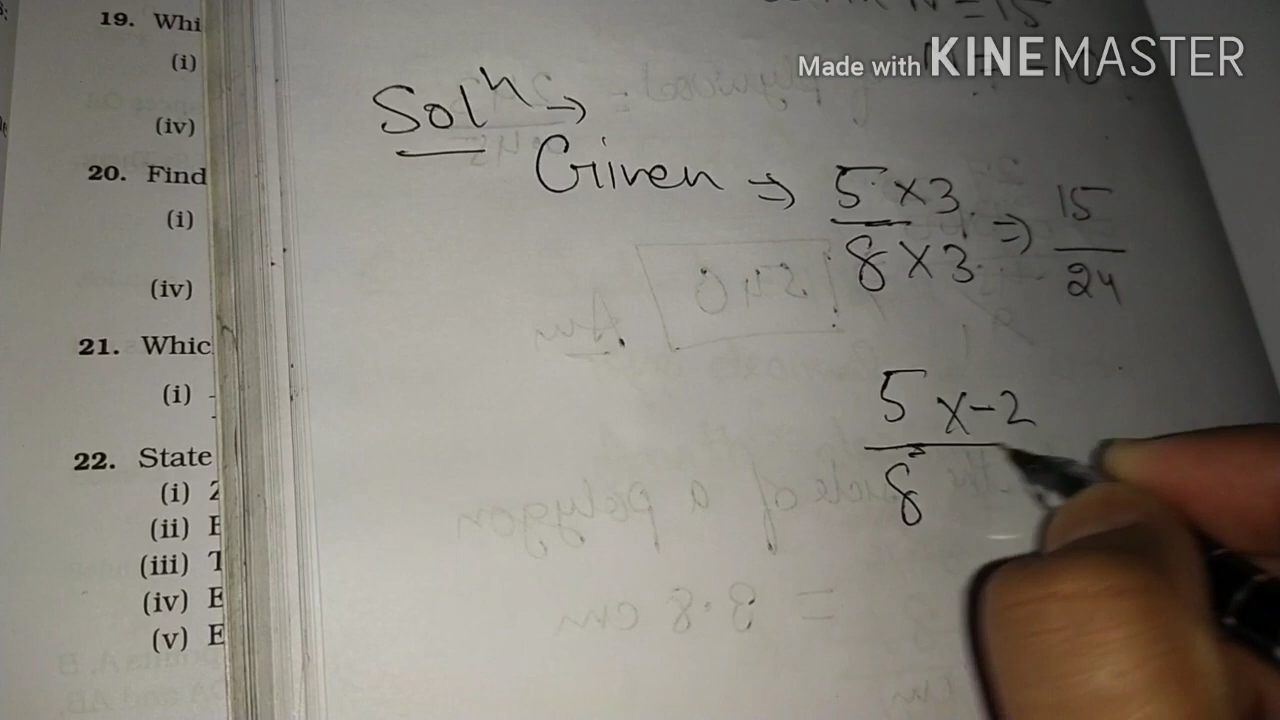 19. Whi
(i)
(iv)
20. Find
(i)
(iv)
21. Whic
(i)
22. State
(i) 2
(ii) E
(iii) T
(iv) E
(v) E
Made with KINEMASTER
Solⁿ →
Given ⇒ 5 × 3 / 8 × 3 ⇒ 15 / 24
5 × -2 / 8